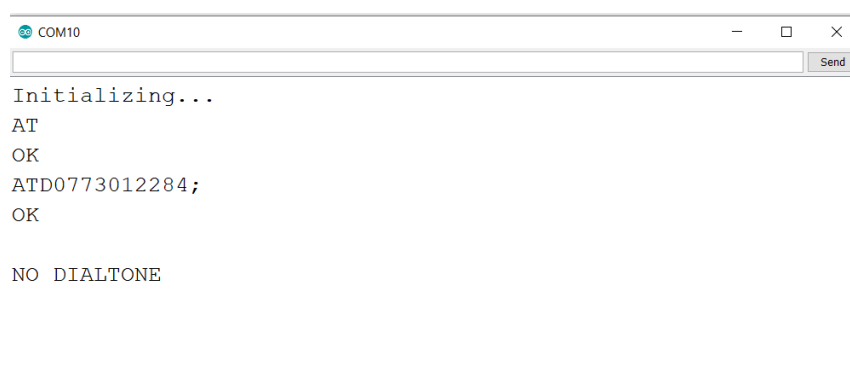 COM10
Send
Initializing...
AT
OK
ATD0773012284;
OK
NO DIALTONE